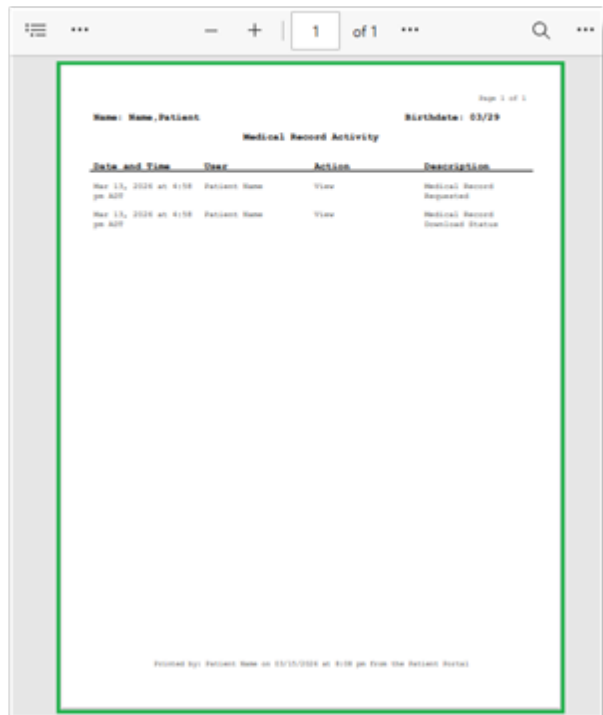 1 of 1
Page 1 of 1
Name: Name,Patient Birthdate: 03/29
Medical Record Activity
Date and Time User Action Description
Mar 13, 2024 at 4:58 Patient Name View Medical Record
pm ADT Requested
Mar 13, 2024 at 4:58 Patient Name View Medical Record
pm ADT Download Status
Printed by: Patient Name on 03/15/2024 at 8:08 pm from the Patient Portal